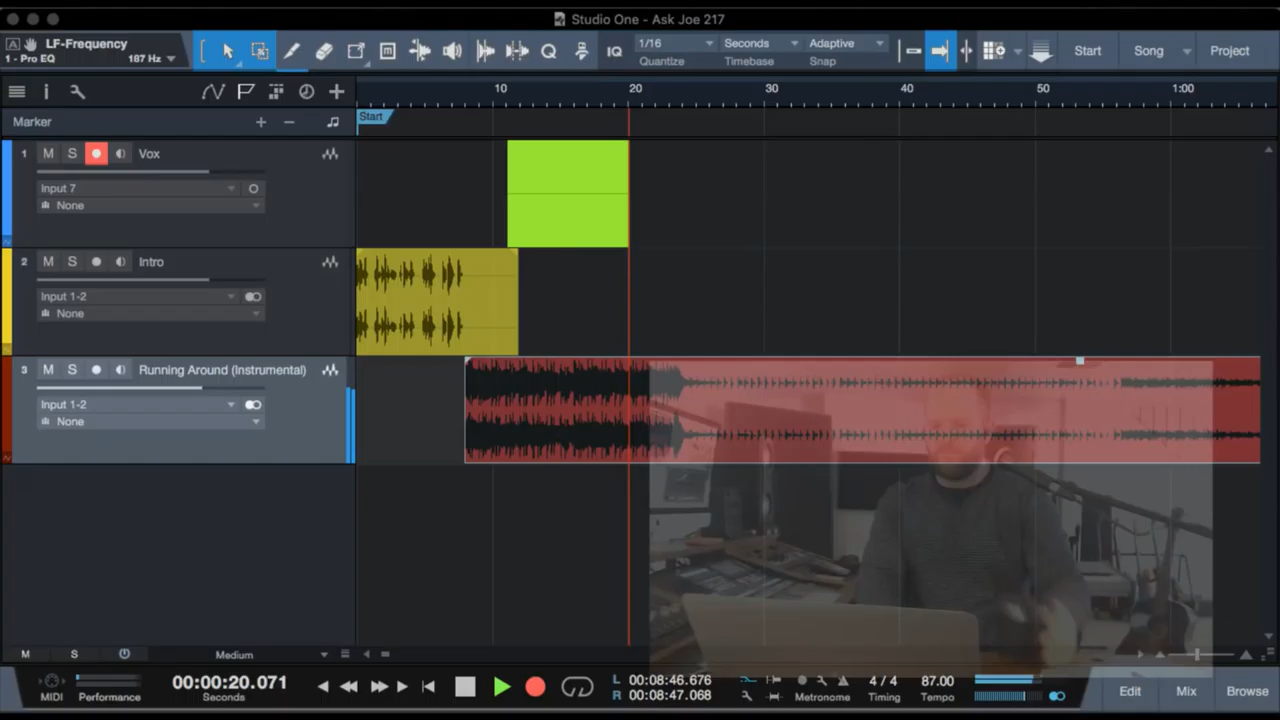 Studio One - Ask Joe 217
A LF-Frequency
1 - Pro EQ 187 Hz
IQ
1/16
Quantize
Seconds
Timebase
Adaptive
Snap
Start
Song
Project
10 20 30 40 50 1:00
Marker
Start
1 M S Vox
Input 7
None
2 M S Intro
Input 1-2
None
3 M S Running Around (Instrumental)
Input 1-2
None
M S Medium
MIDI
Performance
00:00:20.071
Seconds
L 00:08:46.676
R 00:08:47.068
Metronome
4 / 4
Timing
87.00
Tempo
Edit
Mix
Browse